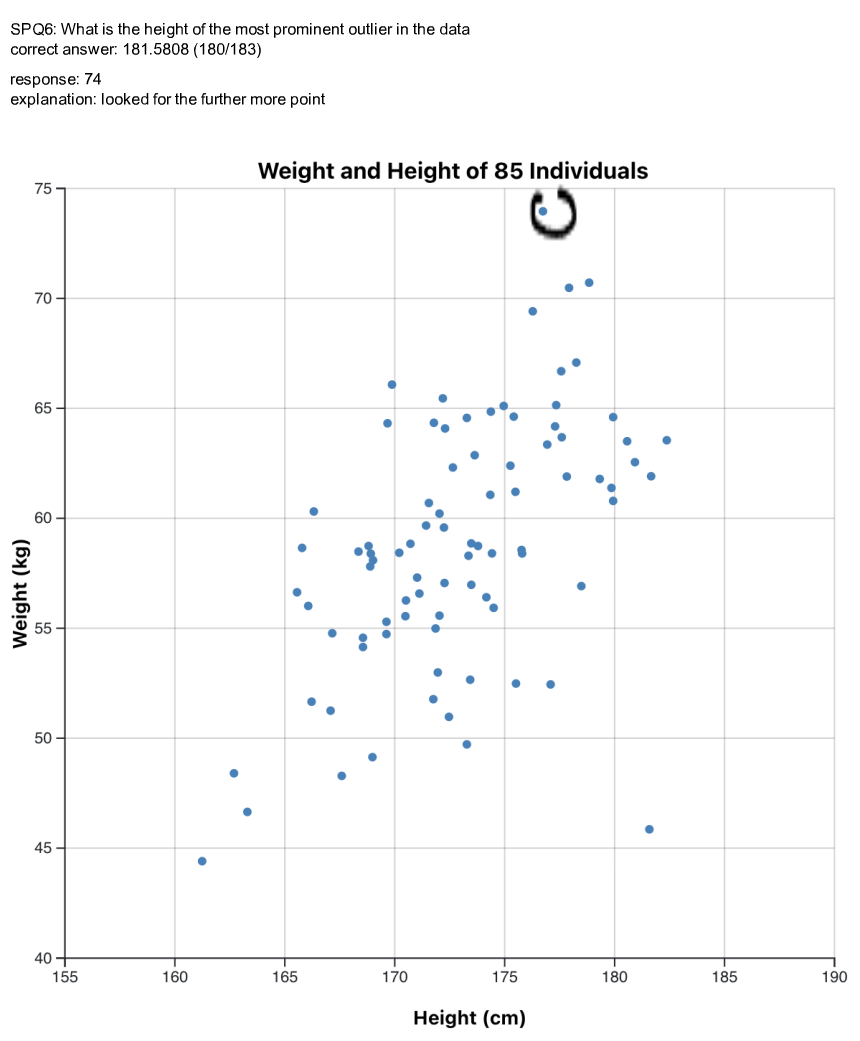 SPQ6: What is the height of the most prominent outlier in the data
correct answer: 181.5808 (180/183)
response: 74
explanation: looked for the further more point
Weight and Height of 85 Individuals
75
70
65
60
55
50
45
40
Weight (kg)
155 160 165 170 175 180 185 190
Height (cm)